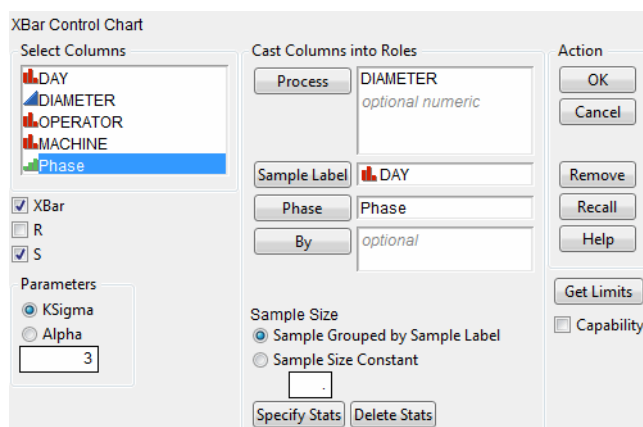 XBar Control Chart
Select Columns
DAY
DIAMETER
OPERATOR
MACHINE
Phase
XBar
R
S
Parameters
KSigma
Alpha
3
Cast Columns into Roles
Process
DIAMETER
optional numeric
Sample Label
DAY
Phase
Phase
By
optional
Sample Size
Sample Grouped by Sample Label
Sample Size Constant
.
Specify Stats
Delete Stats
Action
OK
Cancel
Remove
Recall
Help
Get Limits
Capability